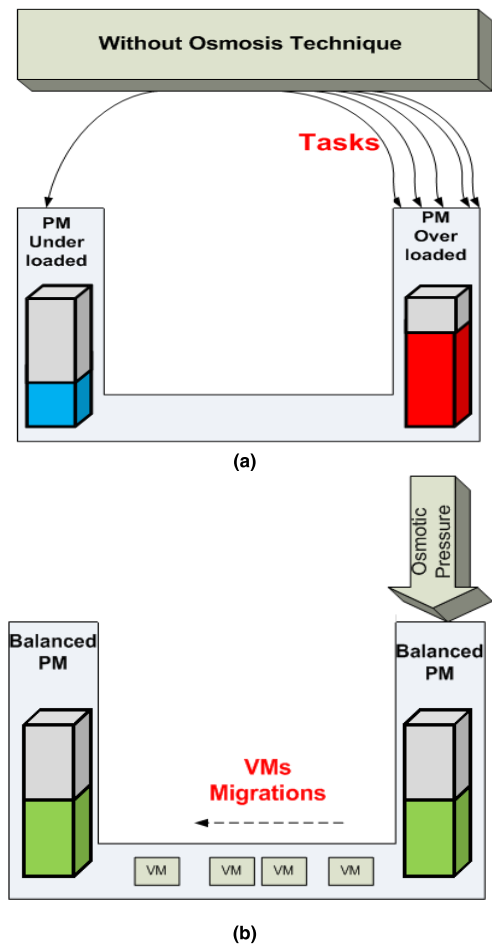 Without Osmosis Technique
Tasks
PM
Under
loaded
PM
Over
loaded
(a)
Osmotic
Pressure
Balanced
PM
Balanced
PM
VMs
Migrations
VM
VM
VM
VM
(b)